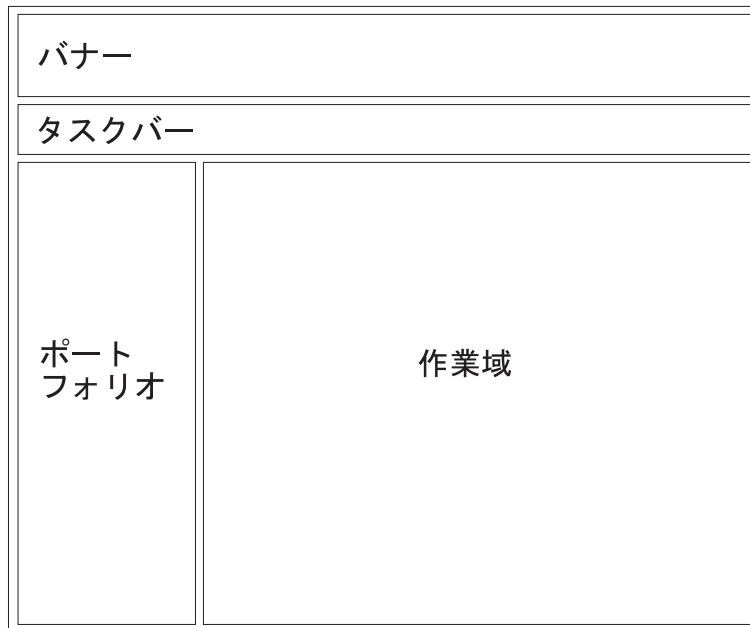 バナー
タスクバー
ポート
フォリオ
作業域